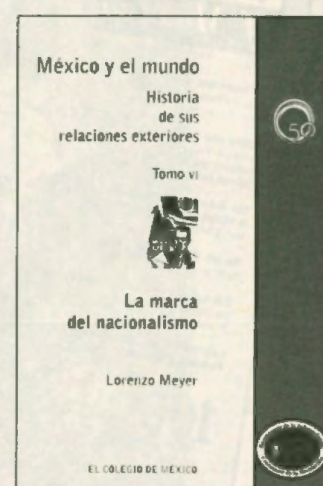 México y el mundo
Historia
de sus
relaciones exteriores
Tomo VI
La marca
del nacionalismo
Lorenzo Meyer
EL COLEGIO DE MÉXICO
50